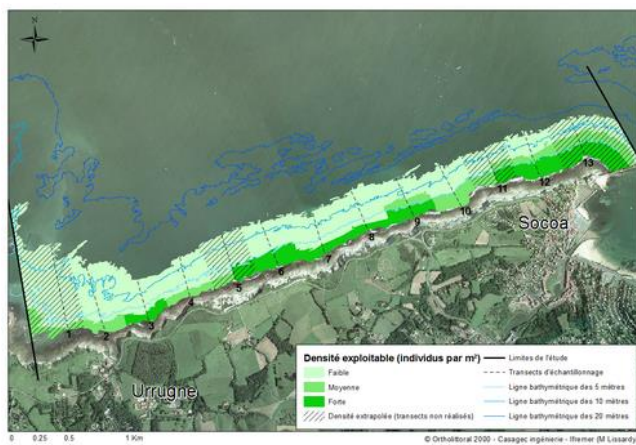 N
13
12
11
10
9
8
7
6
5
4
3
2
1
Socoa
Urrugne
Densité exploitable (individus par m²)
Faible
Moyenne
Forte
Densité extrapolée (transects non réalisés)
Limites de l'étude
Transects d'échantillonnage
Ligne bathymétrique des 5 mètres
Ligne bathymétrique des 10 mètres
Ligne bathymétrique des 20 mètres
0 0.25 0.5 1 Km
© Ortholittoral 2000 - Casagec ingénierie - Ifremer (M Lissardy)